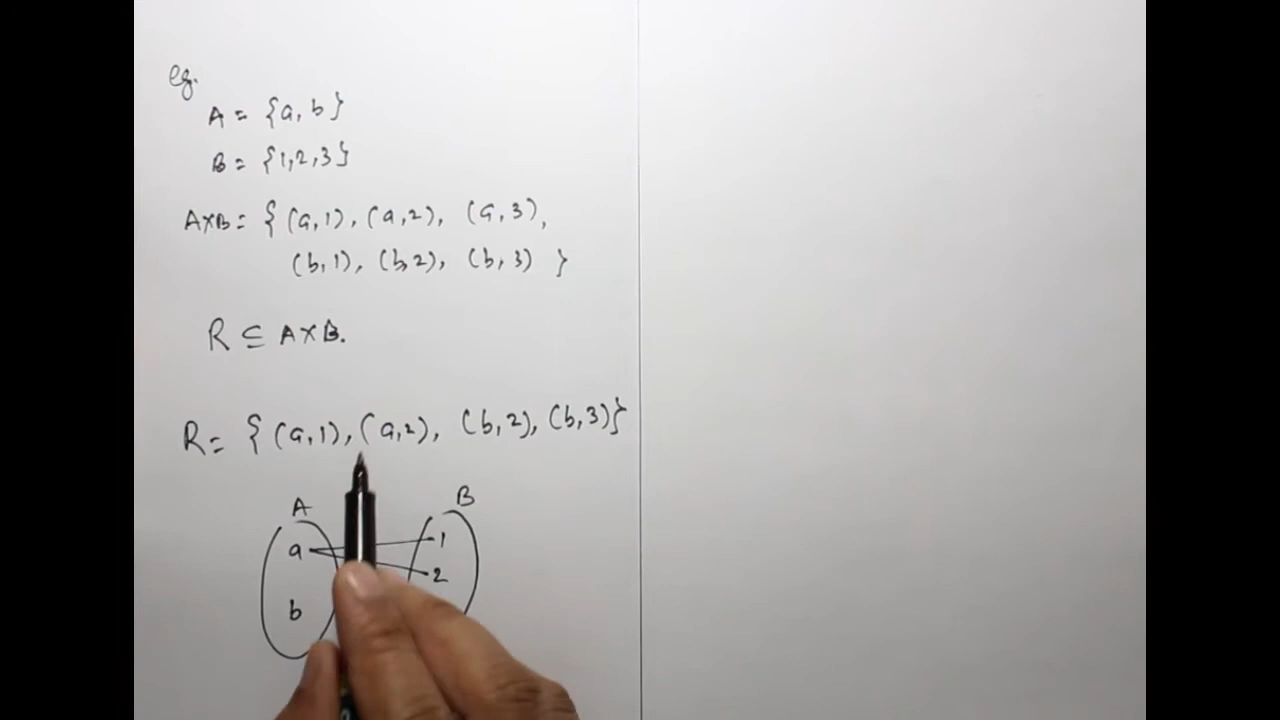 eg.
A = {a, b}
B = {1,2,3}
A×B = { (a,1), (a,2), (a,3),
(b,1), (b,2), (b,3) }
R ⊆ A×B.
R = { (a,1), (a,2), (b,2), (b,3)}
A B
a 1
2
b